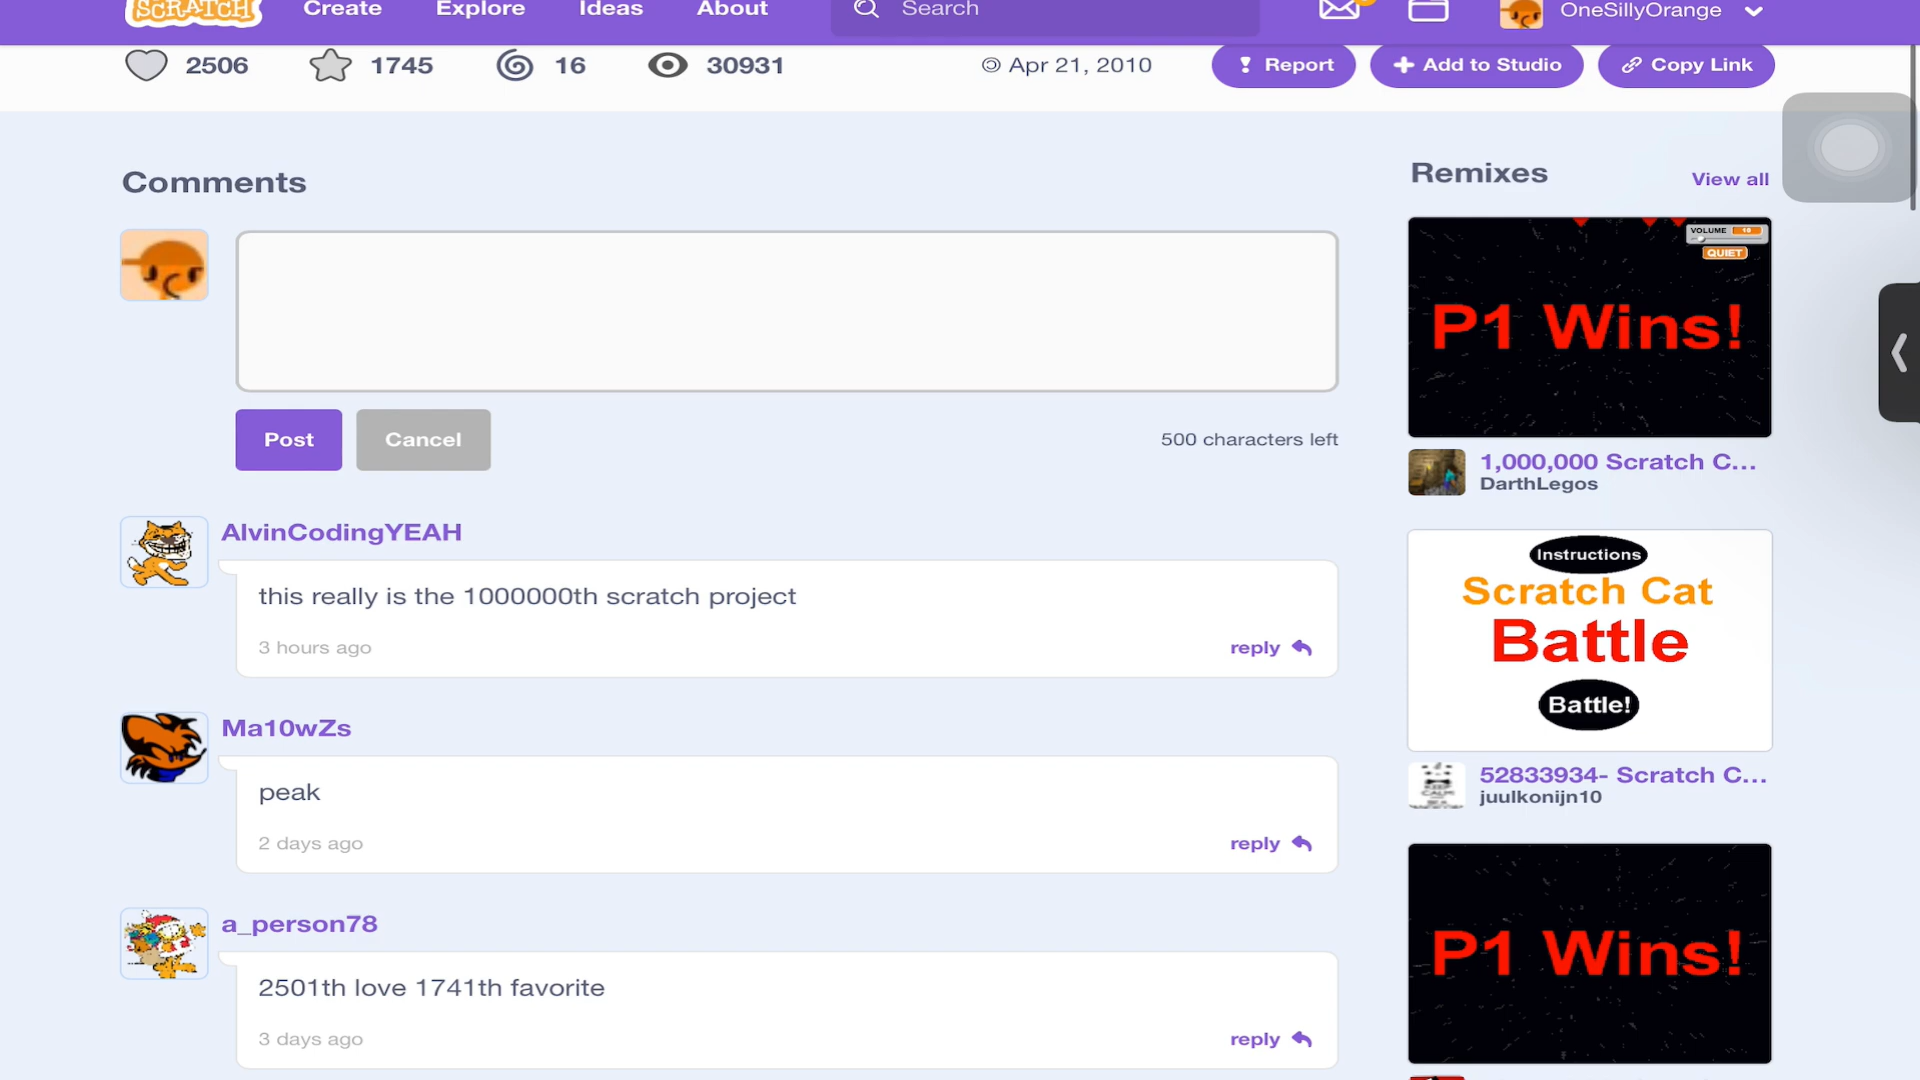 SCRATCH
Create
Explore
Ideas
About
Search
OneSillyOrange
2506
1745
16
30931
Apr 21, 2010
Report
Add to Studio
Copy Link
Comments
Post
Cancel
500 characters left
AlvinCodingYEAH
this really is the 1000000th scratch project
3 hours ago
reply
Ma10wZs
peak
2 days ago
reply
a_person78
2501th love 1741th favorite
3 days ago
reply
Remixes
View all
VOLUME
QUIET
P1 Wins!
1,000,000 Scratch C...
DarthLegos
Instructions
Scratch Cat
Battle
Battle!
52833934- Scratch C...
juulkonijn10
P1 Wins!